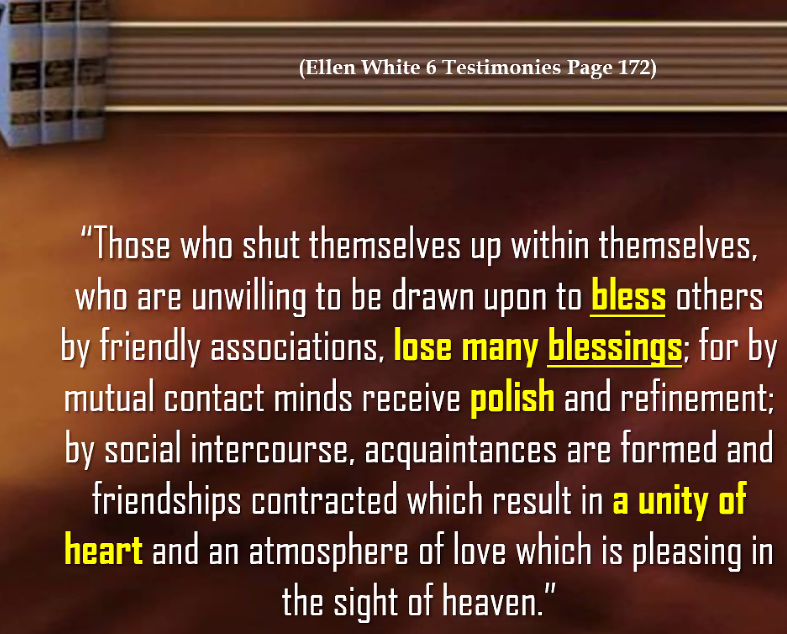 (Ellen White 6 Testimonies Page 172)
“Those who shut themselves up within themselves,
who are unwilling to be drawn upon to bless others
by friendly associations, lose many blessings; for by
mutual contact minds receive polish and refinement;
by social intercourse, acquaintances are formed and
friendships contracted which result in a unity of
heart and an atmosphere of love which is pleasing in
the sight of heaven.”